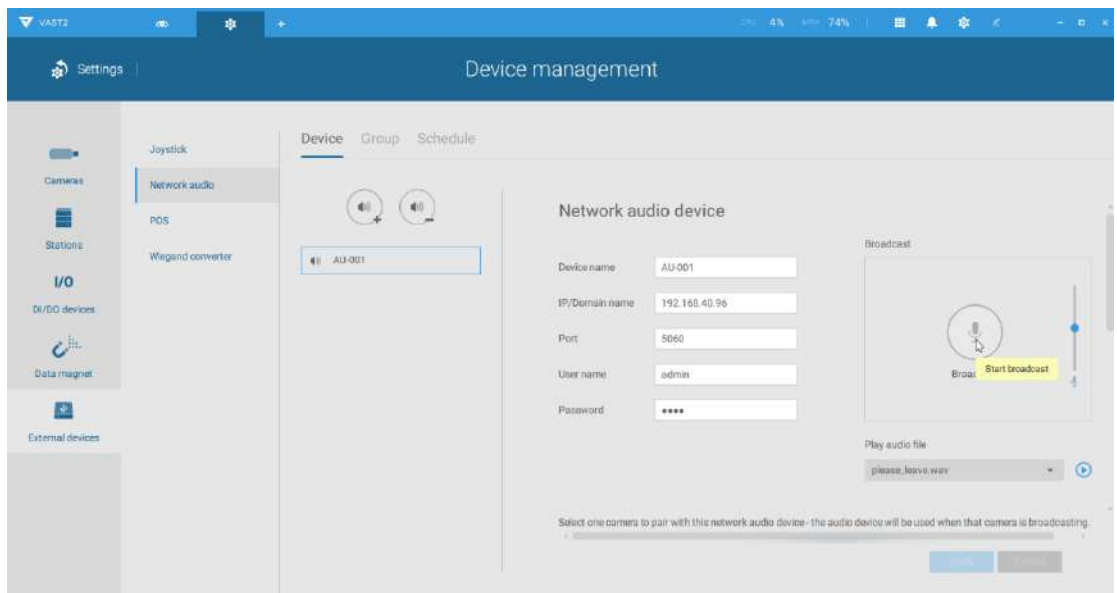 VAST2
4%
74%
Settings
Device management
Cameras
Stations
I/O
DI/DO devices
Data magnet
External devices
Joystick
Network audio
POS
Wiegand converter
Device Group Schedule
AU-001
Network audio device
Device name AU-001
IP/Domain name 192.168.40.96
Port 5060
User name admin
Password ••••
Broadcast
Start broadcast
Play audio file
please_leave.wav
Select one camera to pair with this network audio device - the audio device will be used when that camera is broadcasting.